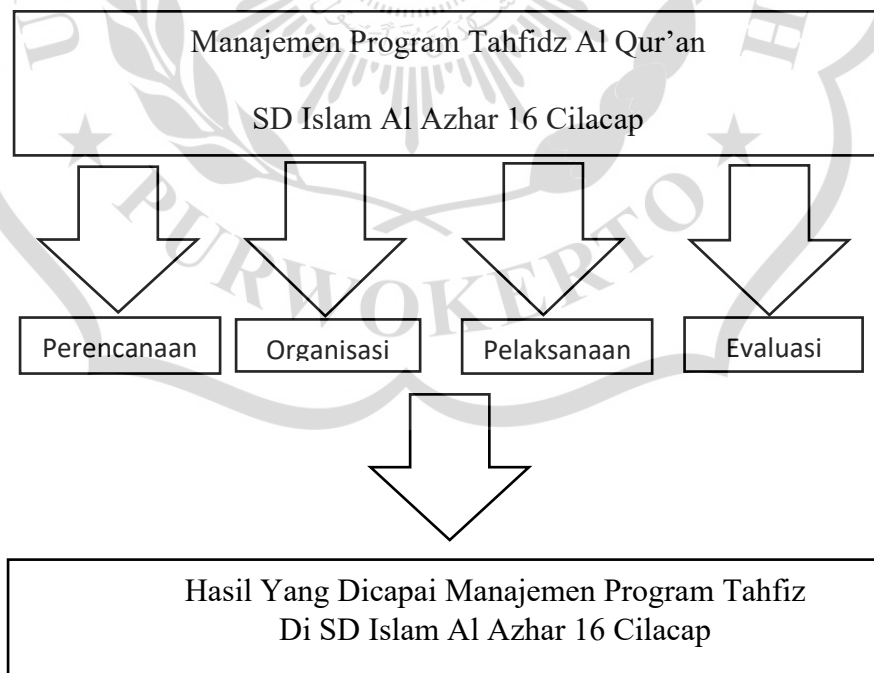 Manajemen Program Tahfidz Al Qur’an
SD Islam Al Azhar 16 Cilacap
PURWOKERTO
Perencanaan
Organisasi
Pelaksanaan
Evaluasi
Hasil Yang Dicapai Manajemen Program Tahfiz
Di SD Islam Al Azhar 16 Cilacap